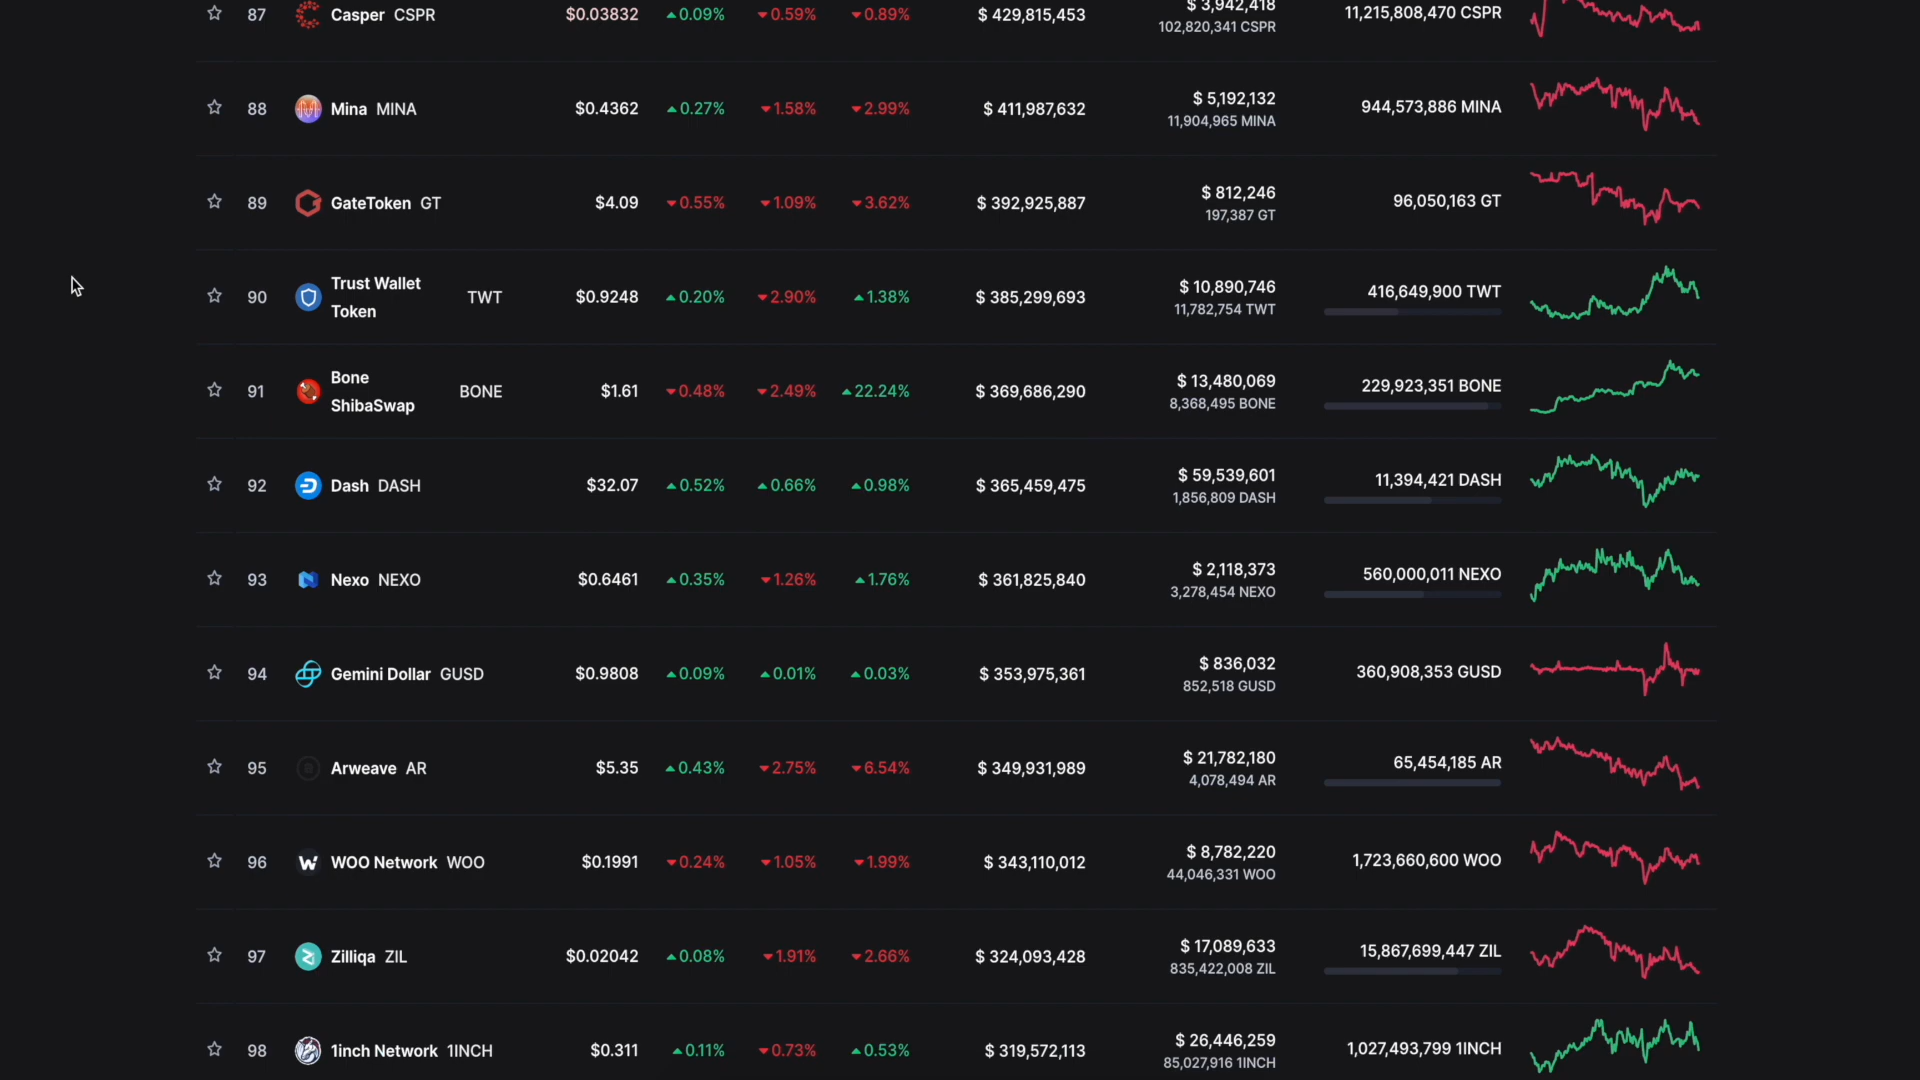 87 Casper CSPR $0.03832 0.09% 0.59% 0.89% $ 429,815,453 $ 3,942,418 11,215,808,470 CSPR
102,820,341 CSPR
88 Mina MINA $0.4362 0.27% 1.58% 2.99% $ 411,987,632 $ 5,192,132 944,573,886 MINA
11,904,965 MINA
89 GateToken GT $4.09 0.55% 1.09% 3.62% $ 392,925,887 $ 812,246 96,050,163 GT
197,387 GT
90 Trust Wallet TWT $0.9248 0.20% 2.90% 1.38% $ 385,299,693 $ 10,890,746 416,649,900 TWT
Token 11,782,754 TWT
91 Bone BONE $1.61 0.48% 2.49% 22.24% $ 369,686,290 $ 13,480,069 229,923,351 BONE
ShibaSwap 8,368,495 BONE
92 Dash DASH $32.07 0.52% 0.66% 0.98% $ 365,459,475 $ 59,539,601 11,394,421 DASH
1,856,809 DASH
93 Nexo NEXO $0.6461 0.35% 1.26% 1.76% $ 361,825,840 $ 2,118,373 560,000,011 NEXO
3,278,454 NEXO
94 Gemini Dollar GUSD $0.9808 0.09% 0.01% 0.03% $ 353,975,361 $ 836,032 360,908,353 GUSD
852,518 GUSD
95 Arweave AR $5.35 0.43% 2.75% 6.54% $ 349,931,989 $ 21,782,180 65,454,185 AR
4,078,494 AR
96 WOO Network WOO $0.1991 0.24% 1.05% 1.99% $ 343,110,012 $ 8,782,220 1,723,660,600 WOO
44,046,331 WOO
97 Zilliqa ZIL $0.02042 0.08% 1.91% 2.66% $ 324,093,428 $ 17,089,633 15,867,699,447 ZIL
835,422,008 ZIL
98 1inch Network 1INCH $0.311 0.11% 0.73% 0.53% $ 319,572,113 $ 26,446,259 1,027,493,799 1INCH
85,027,916 1INCH